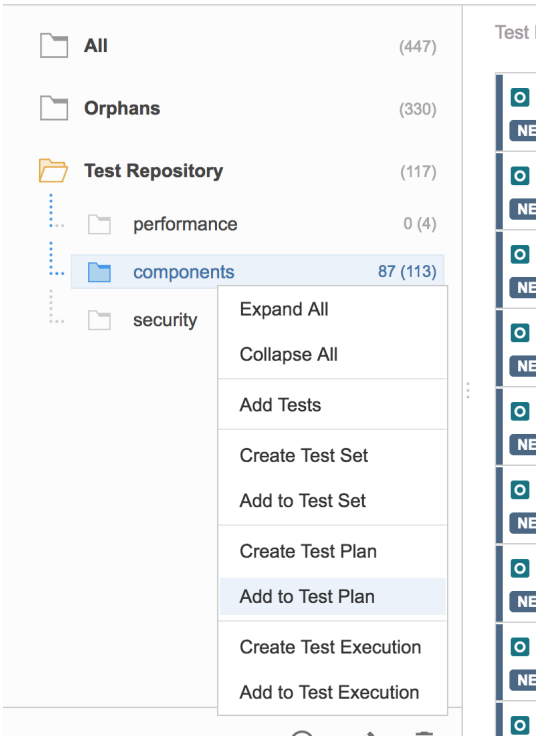 All (447)
Test
Orphans (330)
Test Repository (117)
performance 0 (4)
components 87 (113)
security
Expand All
Collapse All
Add Tests
Create Test Set
Add to Test Set
Create Test Plan
Add to Test Plan
Create Test Execution
Add to Test Execution
NE
NE
NE
NE
NE
NE
NE
NE